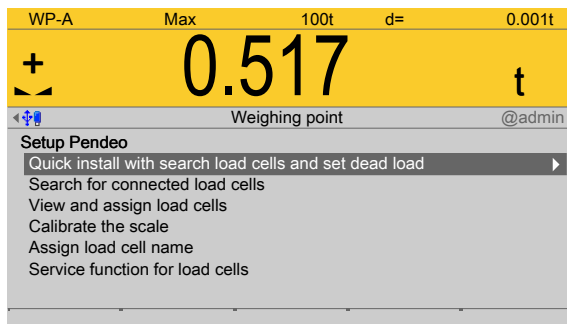 WP-A Max 100t d= 0.001t
+ 0.517 t
Weighing point @admin
Setup Pendeo
Quick install with search load cells and set dead load
Search for connected load cells
View and assign load cells
Calibrate the scale
Assign load cell name
Service function for load cells